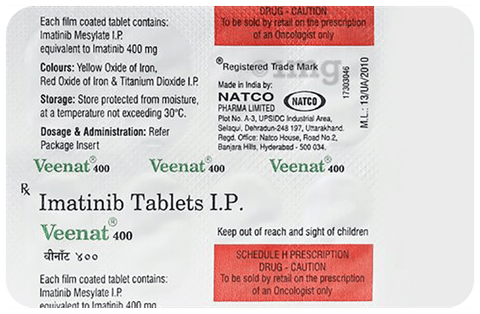 Each film coated tablet contains:
Imatinib Mesylate I.P.
equivalent to Imatinib 400 mg
Colours: Yellow Oxide of Iron,
Red Oxide of Iron & Titanium Dioxide I.P.
Storage: Store protected from moisture,
at a temperature not exceeding 30°C.
Dosage & Administration: Refer
Package Insert
DRUG - CAUTION
To be sold by retail on the prescription
of an Oncologist only
®Registered Trade Mark
Made in India by:
NATCO
PHARMA LIMITED
NATCO
Plot No. A-3, UPSIDC Industrial Area,
Selaqui, Dehradun-248 197, Uttarakhand.
Regd. Office: Natco House, Road No.2,
Banjara Hills, Hyderabad - 500 034.
17303046
M.L.: 13/UA/2010
Veenat® 400 Veenat® 400 Veenat® 400
Rx Imatinib Tablets I.P.
Veenat® 400
वीनॅट ४००
Keep out of reach and sight of children
Each film coated tablet contains:
Imatinib Mesylate I.P.
equivalent to Imatinib 400 mg
SCHEDULE H PRESCRIPTION
DRUG - CAUTION
To be sold by retail on the prescription
of an Oncologist only